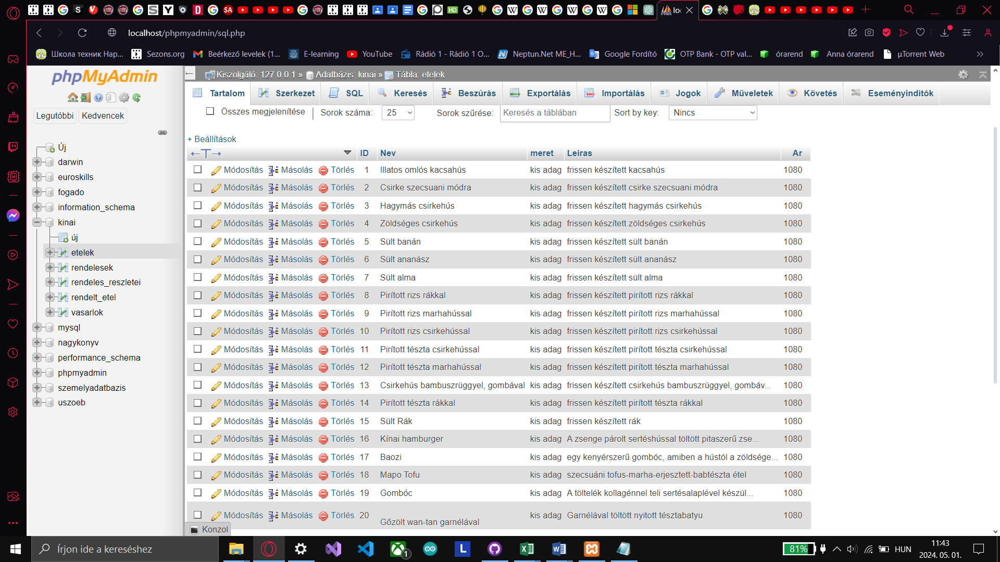 lo
localhost/phpmyadmin/sql.php
Школа техник Нар...
Sezons.org
Beérkező levelek (1...
E-learning
YouTube
Rádió 1 - Rádió 1 O...
Neptun.Net ME_H...
Google Fordító
OTP Bank - OTP val...
órarend
Anna órarend
µTorrent Web
phpMyAdmin
Legutóbbi
Kedvencek
Új
darwin
euroskills
fogado
information_schema
kinai
új
etelek
rendelesek
rendeles_reszletei
rendelt_etel
vasarlok
mysql
nagykonyv
performance_schema
phpmyadmin
szemelyadatbazis
uszoeb
Kiszolgáló: 127.0.0.1 » Adatbázis: kinai » Tábla: etelek
Tartalom Szerkezet SQL Keresés Beszúrás Exportálás Importálás Jogok Műveletek Követés Eseményindítók
Összes megjelenítése | Sorok száma: 25 Sorok szűrése: Keresés a táblában Sort by key: Nincs
+ Beállítások
←T→ ID Nev meret Leiras Ar
Módosítás Másolás Törlés 1 Illatos omlós kacsahús kis adag frissen készített kacsahús 1080
Módosítás Másolás Törlés 2 Csirke szecsuani módra kis adag frissen készített csirke szecsuani módra 1080
Módosítás Másolás Törlés 3 Hagymás csirkehús kis adag frissen készített hagymás csirkehús 1080
Módosítás Másolás Törlés 4 Zöldséges csirkehús kis adag frissen készített zöldséges csirkehús 1080
Módosítás Másolás Törlés 5 Sült banán kis adag frissen készített sült banán 1080
Módosítás Másolás Törlés 6 Sült ananász kis adag frissen készített sült ananász 1080
Módosítás Másolás Törlés 7 Sült alma kis adag frissen készített sült alma 1080
Módosítás Másolás Törlés 8 Pirított rizs rákkal kis adag frissen készített pirított rizs rákkal 1080
Módosítás Másolás Törlés 9 Pirított rizs marhahússal kis adag frissen készített pirított rizs marhahússal 1080
Módosítás Másolás Törlés 10 Pirított rizs csirkehússal kis adag frissen készített pirított rizs csirkehússal 1080
Módosítás Másolás Törlés 11 Pirított tészta csirkehússal kis adag frissen készített pirított tészta csirkehússal 1080
Módosítás Másolás Törlés 12 Pirított tészta marhahússal kis adag frissen készített pirított tészta marhahússal 1080
Módosítás Másolás Törlés 13 Csirkehús bambuszrüggyel, gombával kis adag frissen készített csirkehús bambuszrüggyel, gombáv... 1080
Módosítás Másolás Törlés 14 Pirított tészta rákkal kis adag frissen készített pirított tészta rákkal 1080
Módosítás Másolás Törlés 15 Sült Rák kis adag frissen készített rák 1080
Módosítás Másolás Törlés 16 Kínai hamburger kis adag A zsenge párolt sertéshússal töltött pitaszerű zse... 1080
Módosítás Másolás Törlés 17 Baozi kis adag egy kenyérszerű gombóc, amiben a hústól a zöldsége... 1080
Módosítás Másolás Törlés 18 Mapo Tofu kis adag szecsuáni tofus-marha-erjesztett-babtészta étel 1080
Módosítás Másolás Törlés 19 Gombóc kis adag A töltelék kollagénnel teli sertésalaplével készül... 1080
Módosítás Másolás Törlés 20 Gőzölt wan-tan garnélával kis adag Garnélával töltött nyitott tésztabatyu 1080
Konzol
Írjon ide a kereséshez
1
L
81%
HUN
11:43
2024. 05. 01.